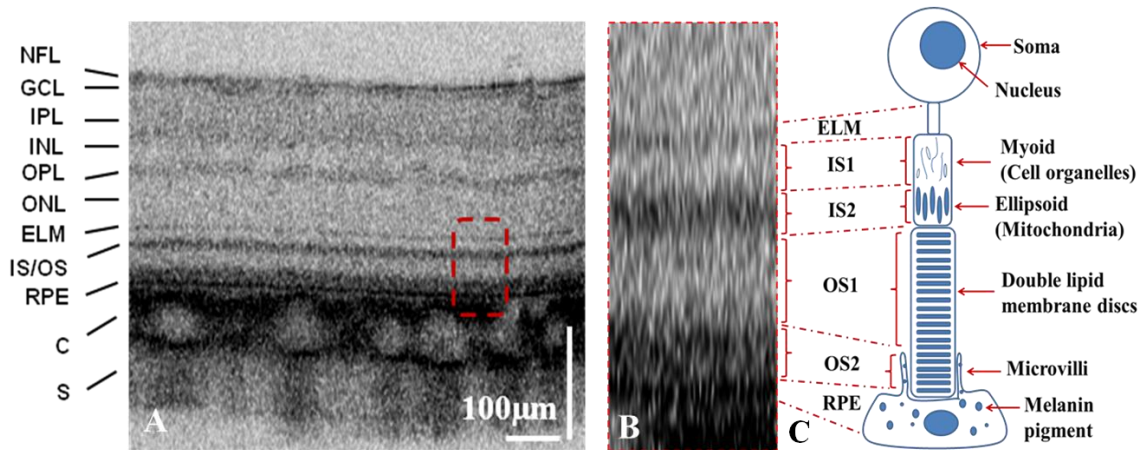 NFL
GCL
IPL
INL
OPL
ONL
ELM
IS/OS
RPE
C
S
100μm
A
B
ELM
IS1
IS2
OS1
OS2
RPE
C
Soma
Nucleus
Myoid
(Cell organelles)
Ellipsoid
(Mitochondria)
Double lipid
membrane discs
Microvilli
Melanin
pigment